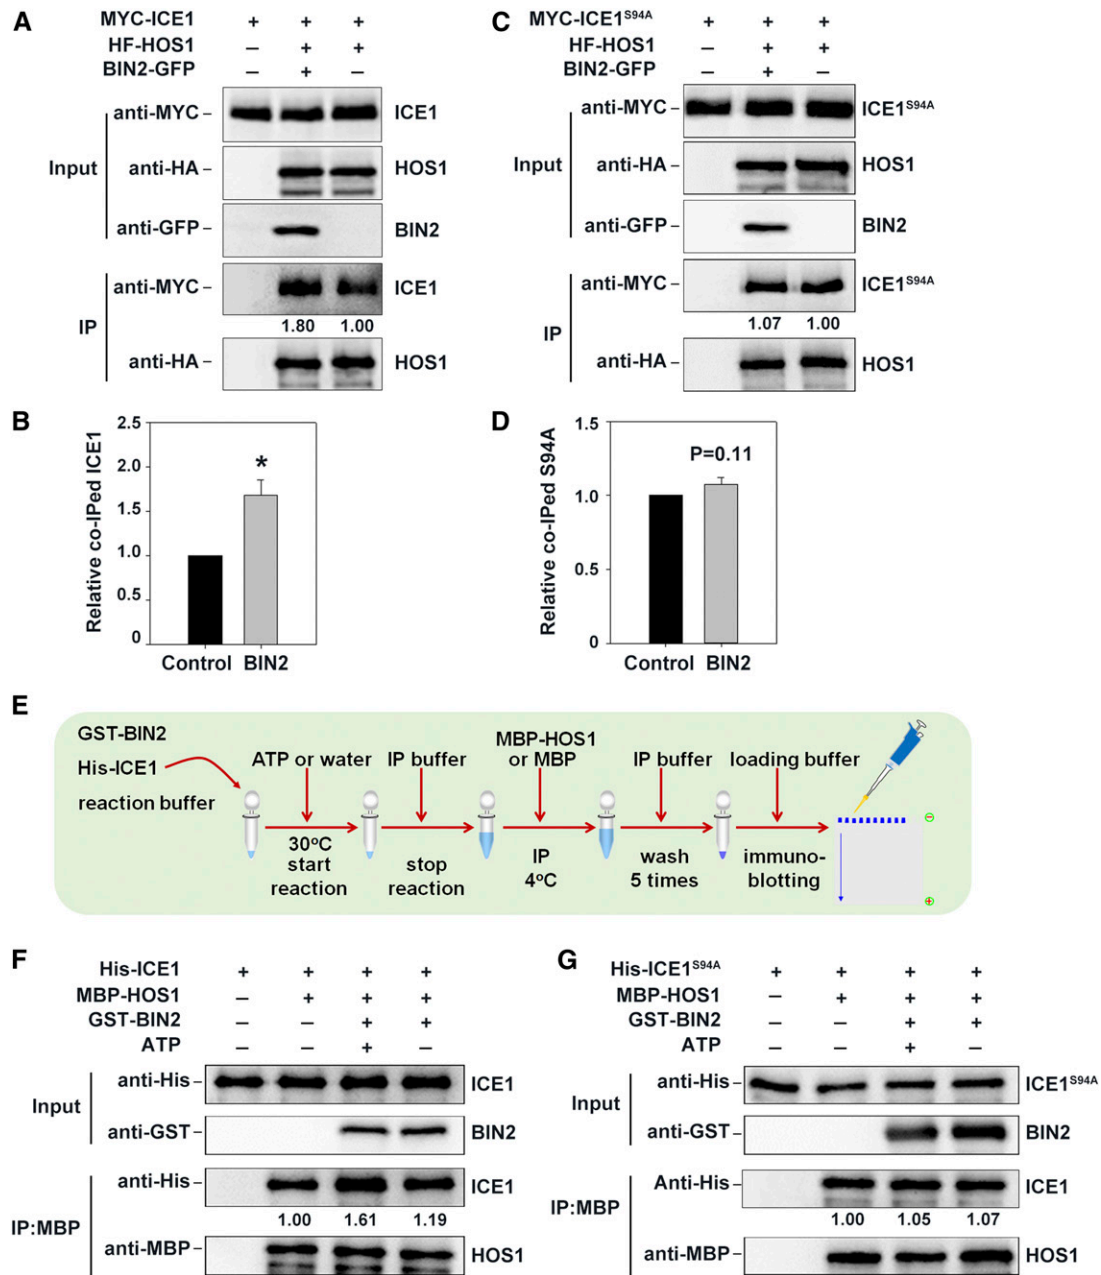 A
MYC-ICE1 + + +
HF-HOS1 – + +
BIN2-GFP – + –
Input
anti-MYC – ICE1
anti-HA – HOS1
anti-GFP – BIN2
IP
anti-MYC – ICE1
1.80 1.00
anti-HA – HOS1
C
MYC-ICE1S94A + + +
HF-HOS1 – + +
BIN2-GFP – + –
Input
anti-MYC – ICE1S94A
anti-HA – HOS1
anti-GFP – BIN2
IP
anti-MYC – ICE1S94A
1.07 1.00
anti-HA – HOS1
B
Relative co-IPed ICE1
2.5
2.0
1.5
1.0
0.5
0
*
Control BIN2
D
Relative co-IPed S94A
1.5
1.0
0.5
0
P=0.11
Control BIN2
E
GST-BIN2
His-ICE1
reaction buffer
ATP or water
30oC
start
reaction
IP buffer
stop
reaction
MBP-HOS1
or MBP
IP
4oC
IP buffer
wash
5 times
loading buffer
immuno-
blotting
–
+
F
His-ICE1 + + + +
MBP-HOS1 – + + +
GST-BIN2 – – + +
ATP – – + –
Input
anti-His – ICE1
anti-GST – BIN2
IP:MBP
anti-His – ICE1
1.00 1.61 1.19
anti-MBP – HOS1
G
His-ICE1S94A + + + +
MBP-HOS1 – + + +
GST-BIN2 – – + +
ATP – – + –
Input
anti-His – ICE1S94A
anti-GST – BIN2
IP:MBP
Anti-His – ICE1
1.00 1.05 1.07
anti-MBP – HOS1